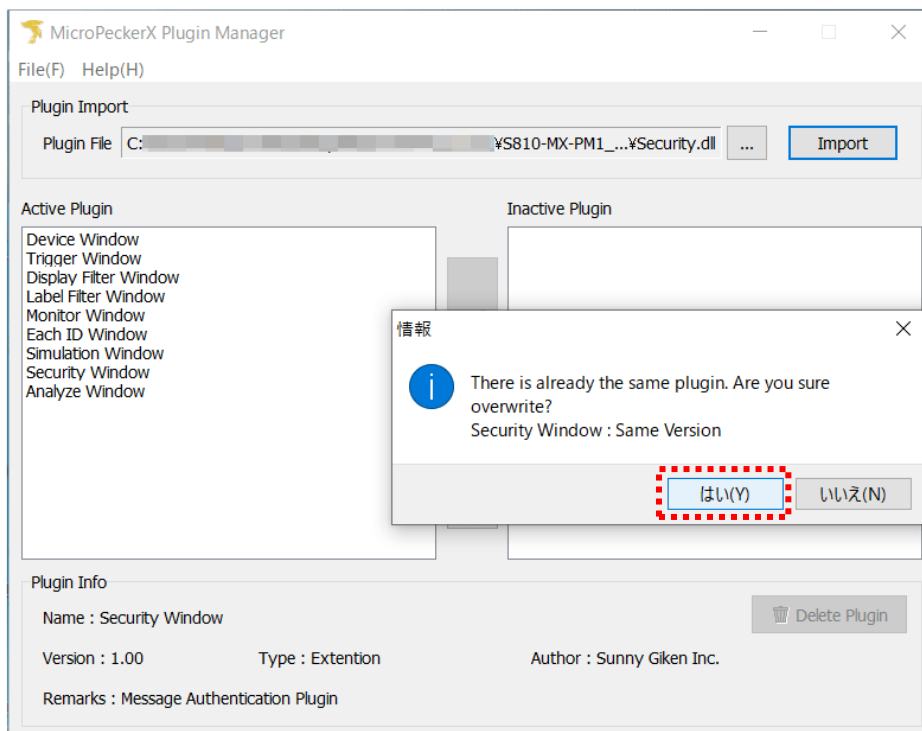 MicroPeckerX Plugin Manager
File(F) Help(H)
Plugin Import
Plugin File C: ¥S810-MX-PM1_...¥Security.dll ... Import
Active Plugin
Inactive Plugin
Device Window
Trigger Window
Display Filter Window
Label Filter Window
Monitor Window
Each ID Window
Simulation Window
Security Window
Analyze Window
情報
There is already the same plugin. Are you sure
overwrite?
Security Window : Same Version
はい(Y) いいえ(N)
Plugin Info
Name : Security Window
Delete Plugin
Version : 1.00 Type : Extention Author : Sunny Giken Inc.
Remarks : Message Authentication Plugin